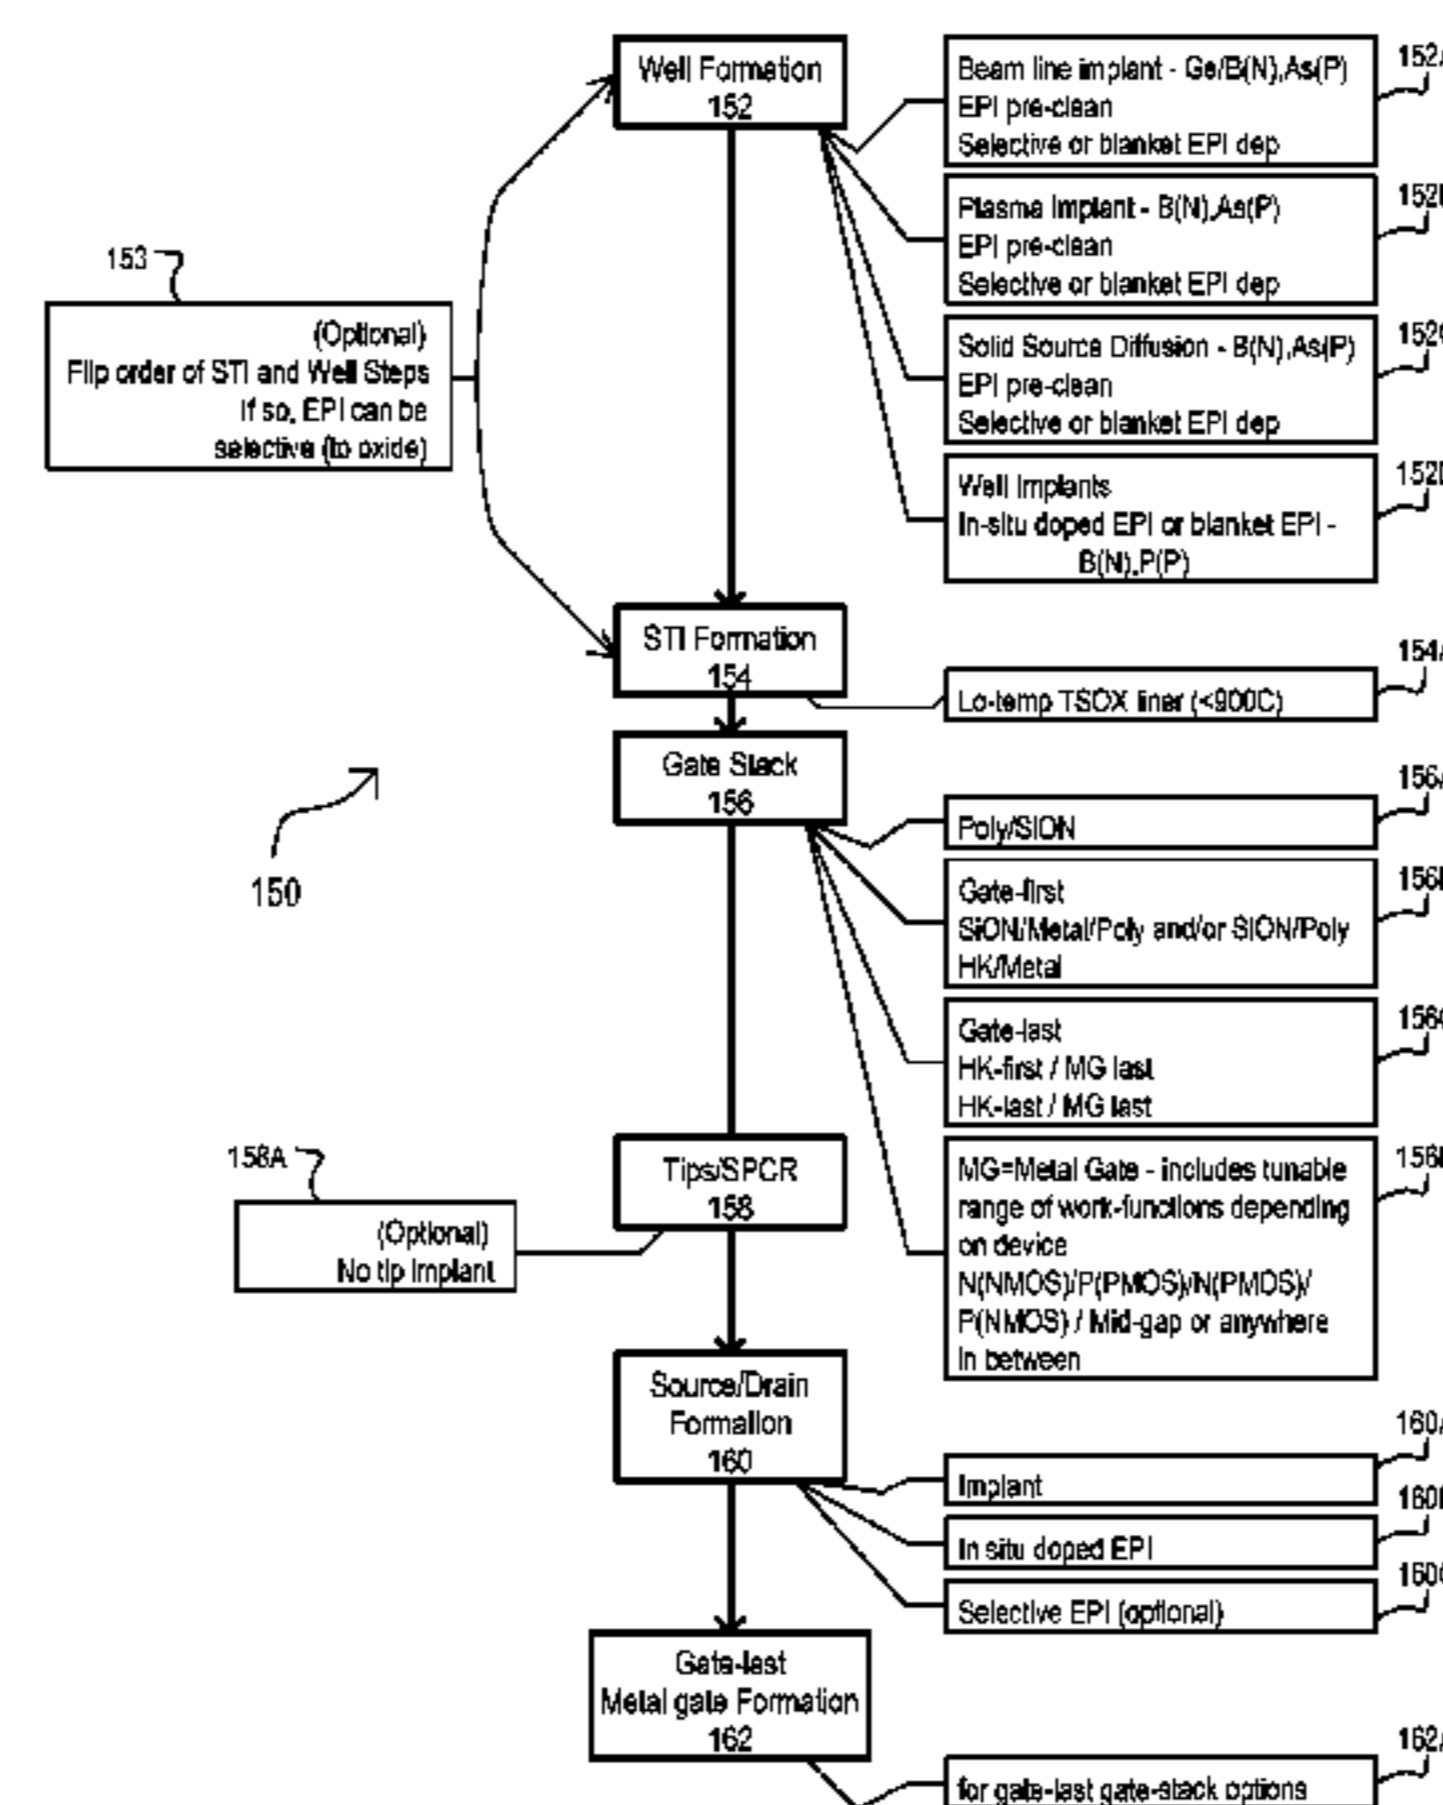 Well Formation
152
Beam line implant - Ge/B(N),As(P)
EPI pre-clean
Selective or blanket EPI dep
152A
Plasma Implant - B(N),As(P)
EPI pre-clean
Selective or blanket EPI dep
153
(Optional)
Flip order of STI and Well Steps
If so, EPI can be
selective (to oxide)
Solid Source Diffusion - B(N),As(P)
EPI pre-clean
Selective or blanket EPI dep
Well Implants
In-situ doped EPI or blanket EPI -
B(N),P(P)
STI Formation
154
154A
Lo-temp TSOX liner (<900C)
Gate Stack
156
156A
Poly/SION
150
Gate-first
SiON/Metal/Poly and/or SION/Poly
HK/Metal
Gate-last
HK-first / MG last
HK-last / MG last
Tips/SPCR
158
158A
(Optional)
No tip Implant
MG=Metal Gate - includes tunable
range of work-functions depending
on device
N(NMOS)/P(PMOS)/N(PMOS)/
P(NMOS) / Mid-gap or anywhere
In between
Source/Drain
Formation
160
160A
Implant
In situ doped EPI
Selective EPI (optional)
Gate-last
Metal gate Formation
162
162A
for gate-last gate-stack options